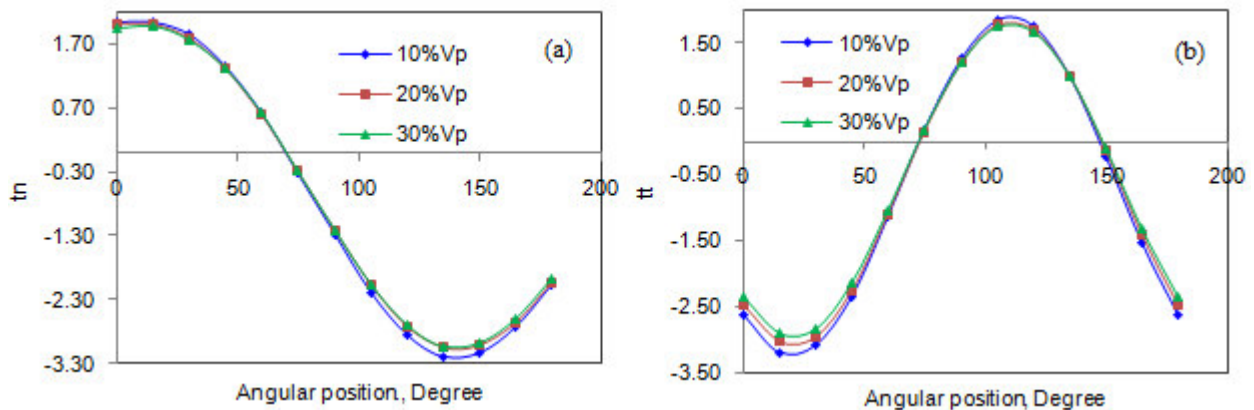 (a)
10%Vp
20%Vp
30%Vp
1.70
0.70
-0.30
-1.30
-2.30
-3.30
0
50
100
150
200
tn
Angular position., Degree
(b)
10%Vp
20%Vp
30%Vp
1.50
0.50
-0.50
-1.50
-2.50
-3.50
0
50
100
150
200
tt
Angular position, Degree